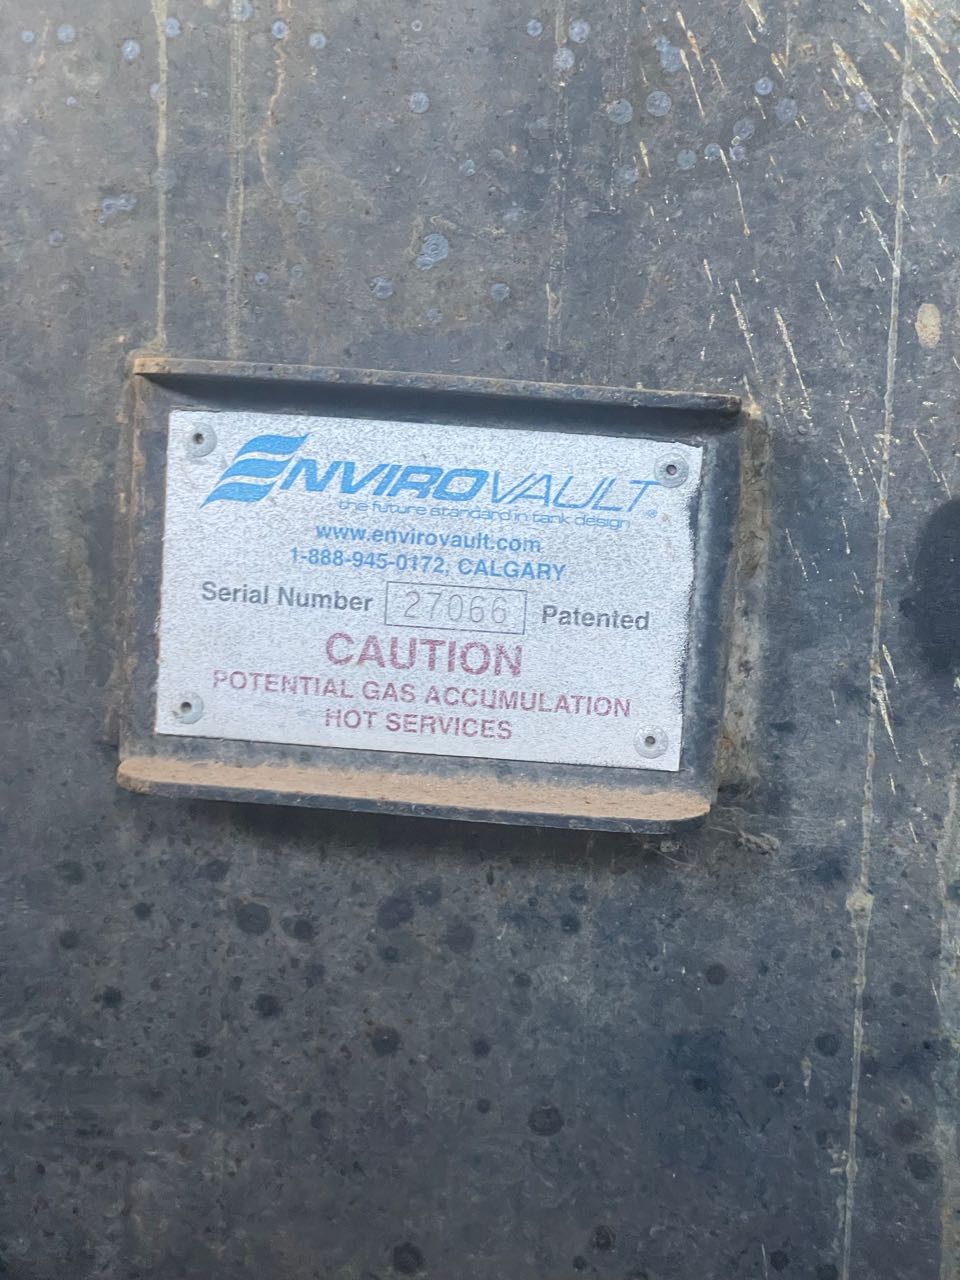 ENVIROVAULT®
the future standard in tank design
www.envirovault.com
1-888-945-0172, CALGARY
Serial Number 27066 Patented
CAUTION
POTENTIAL GAS ACCUMULATION
HOT SERVICES